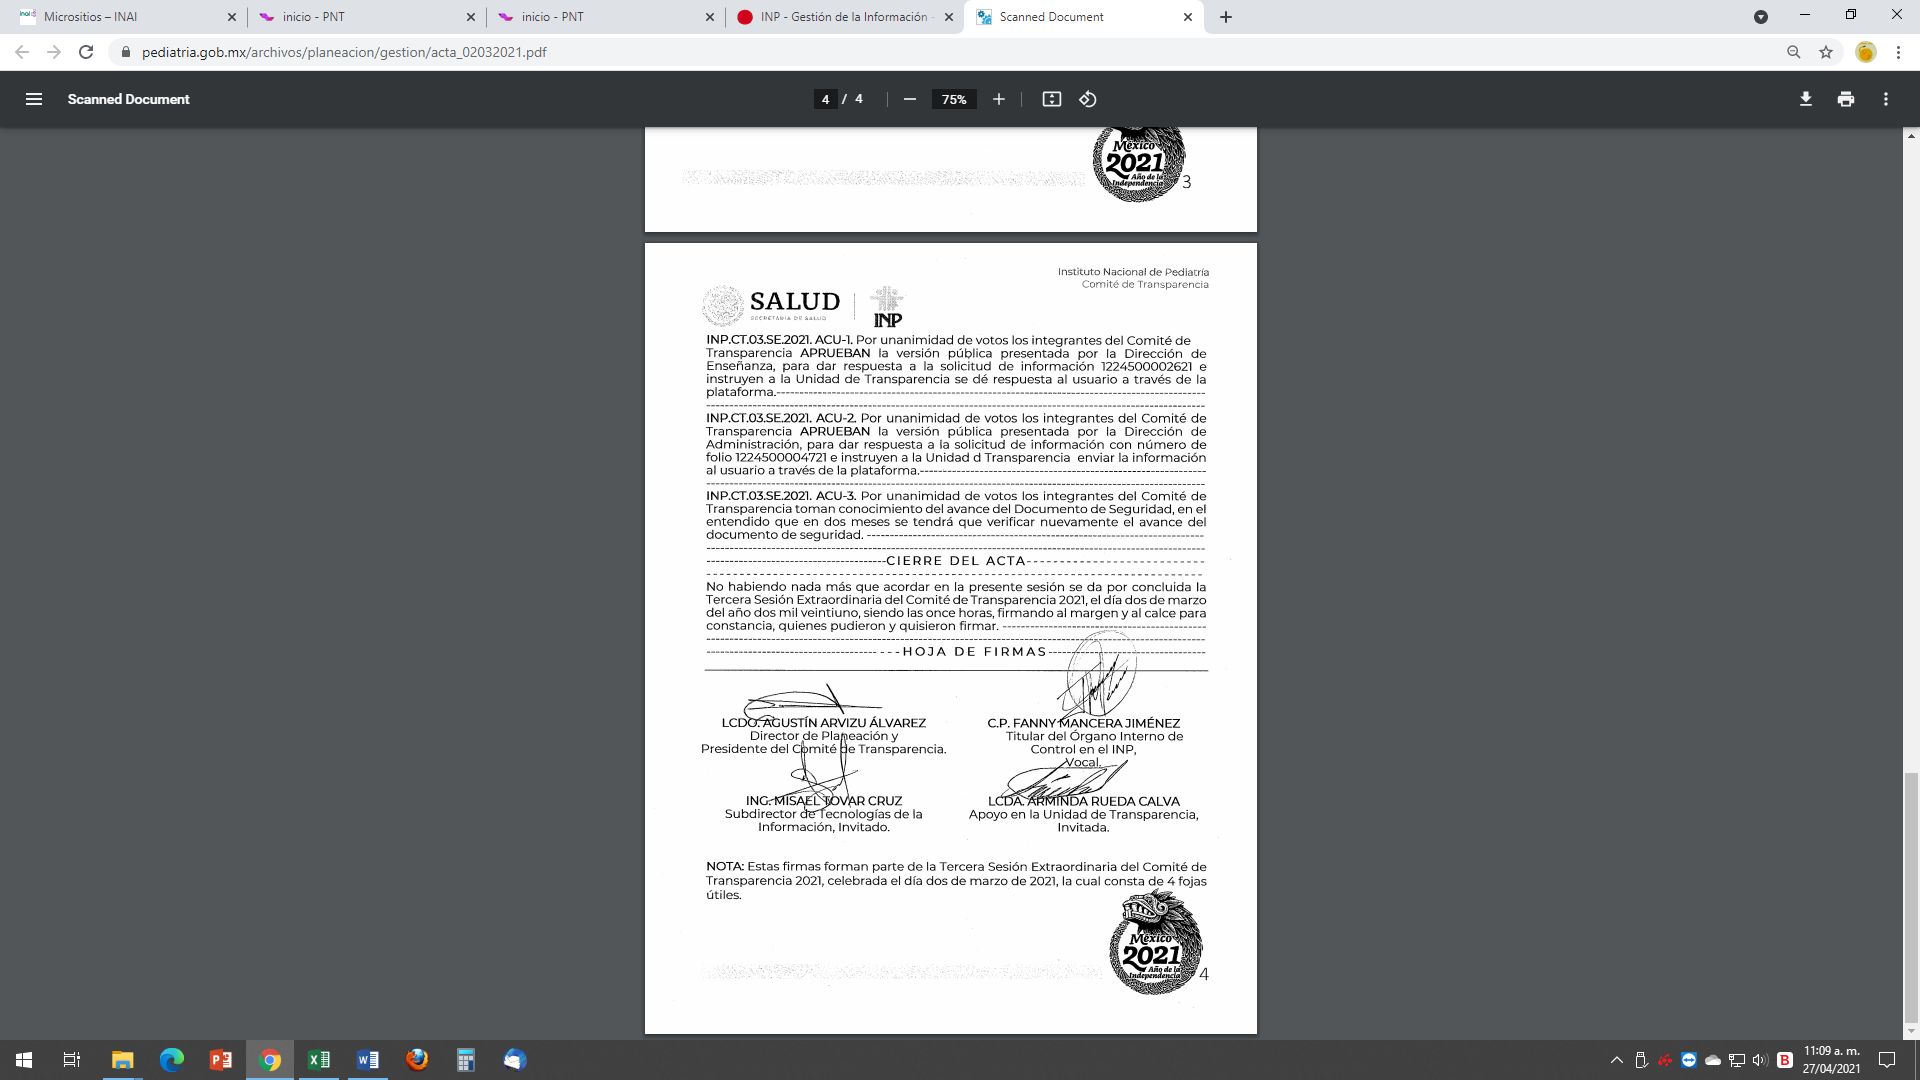 Micrositios – INAI
inicio - PNT
inicio - PNT
INP - Gestión de la Información -
Scanned Document
pediatria.gob.mx/archivos/planeacion/gestion/acta_02032021.pdf
Scanned Document
4 / 4
75%
México
2021
Año de la
Independencia
3
Instituto Nacional de Pediatría
Comité de Transparencia
SALUD
SECRETARÍA DE SALUD
INP
INP.CT.03.SE.2021. ACU-1. Por unanimidad de votos los integrantes del Comité de
Transparencia APRUEBAN la versión pública presentada por la Dirección de
Enseñanza, para dar respuesta a la solicitud de información 1224500002621 e
instruyen a la Unidad de Transparencia se dé respuesta al usuario a través de la
plataforma.
INP.CT.03.SE.2021. ACU-2. Por unanimidad de votos los integrantes del Comité de
Transparencia APRUEBAN la versión pública presentada por la Dirección de
Administración, para dar respuesta a la solicitud de información con número de
folio 1224500004721 e instruyen a la Unidad d Transparencia enviar la información
al usuario a través de la plataforma.
INP.CT.03.SE.2021. ACU-3. Por unanimidad de votos los integrantes del Comité de
Transparencia toman conocimiento del avance del Documento de Seguridad, en el
entendido que en dos meses se tendrá que verificar nuevamente el avance del
documento de seguridad.
CIERRE DEL ACTA
No habiendo nada más que acordar en la presente sesión se da por concluida la
Tercera Sesión Extraordinaria del Comité de Transparencia 2021, el día dos de marzo
del año dos mil veintiuno, siendo las once horas, firmando al margen y al calce para
constancia, quienes pudieron y quisieron firmar.
HOJA DE FIRMAS
LCDO. AGUSTÍN ARVIZU ÁLVAREZ
Director de Planeación y
Presidente del Comité de Transparencia.
C.P. FANNY MANCERA JIMÉNEZ
Titular del Órgano Interno de
Control en el INP,
Vocal.
ING. MISAEL TOVAR CRUZ
Subdirector de Tecnologías de la
Información, Invitado.
LCDA. ARMINDA RUEDA CALVA
Apoyo en la Unidad de Transparencia,
Invitada.
NOTA: Estas firmas forman parte de la Tercera Sesión Extraordinaria del Comité de
Transparencia 2021, celebrada el día dos de marzo de 2021, la cual consta de 4 fojas
útiles.
México
2021
Año de la
Independencia
4
11:09 a. m.
27/04/2021